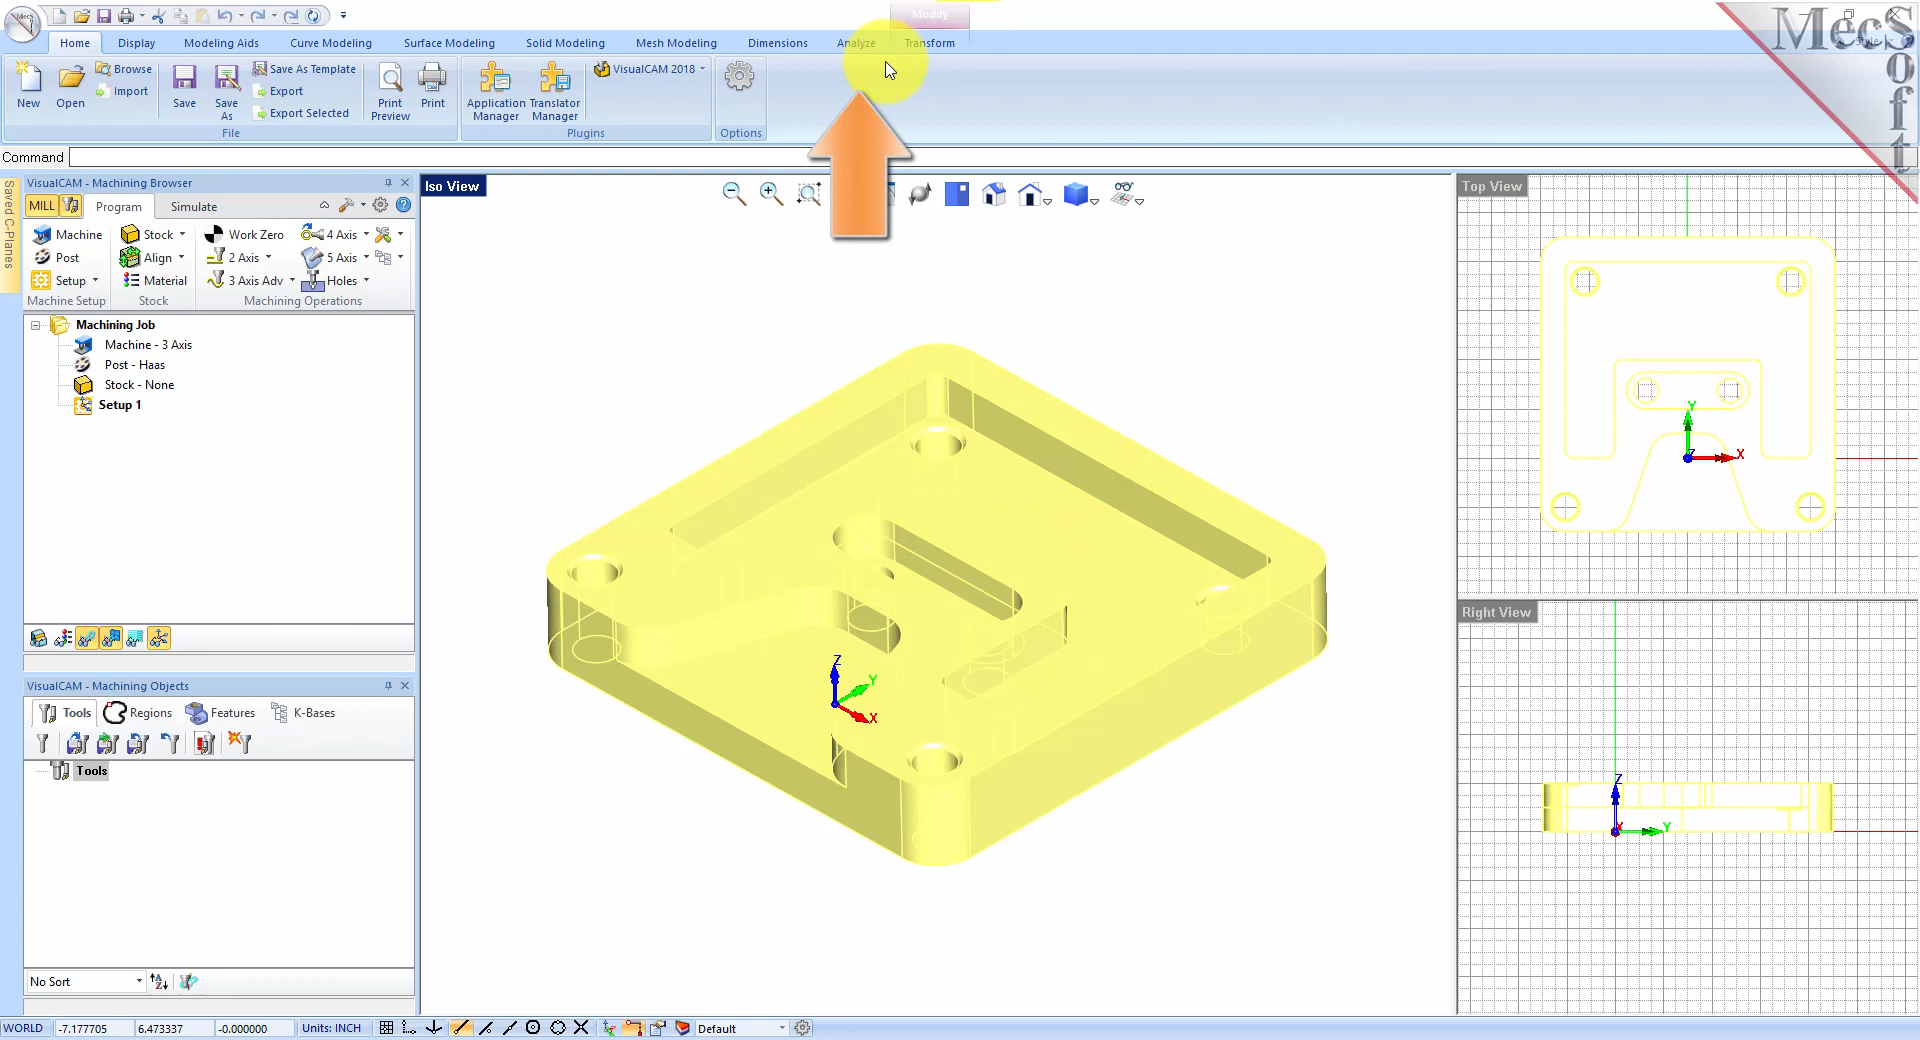 Modify
Home Display Modeling Aids Curve Modeling Surface Modeling Solid Modeling Mesh Modeling Dimensions Analyze Transform
MecSoft
New Open Browse Import Save Save As Save As Template Export Export Selected Print Preview Print Application Manager Translator Manager VisualCAM 2018
File Plugins Options
Command
Saved C-Planes
VisualCAM - Machining Browser
MILL Program Simulate
Machine Stock Work Zero 4 Axis
Post Align 2 Axis 5 Axis
Setup Material 3 Axis Adv Holes
Machine Setup Stock Machining Operations
Machining Job
Machine - 3 Axis
Post - Haas
Stock - None
Setup 1
VisualCAM - Machining Objects
Tools Regions Features K-Bases
Tools
No Sort
Iso View
Z
Y
X
Top View
Y
X
Right View
Z
Y
WORLD -7.177705 6.473337 -0.000000 Units: INCH Default